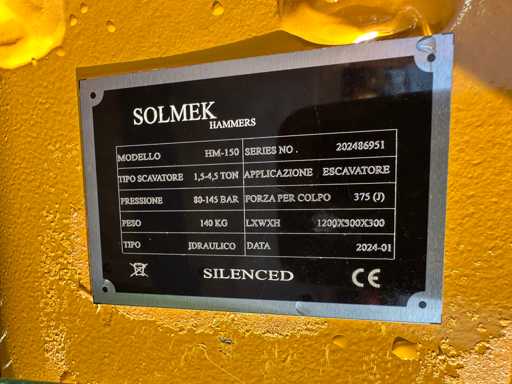 SOLMEK
HAMMERS
MODELLO HM-150 SERIES NO. 202486951
TIPO SCAVATORE 1,5-4,5 TON APPLICAZIONE ESCAVATORE
PRESSIONE 80-145 BAR FORZA PER COLPO 375 (J)
PESO 140 KG LXWXH 1200X300X300
TIPO IDRAULICO DATA 2024-01
SILENCED CE